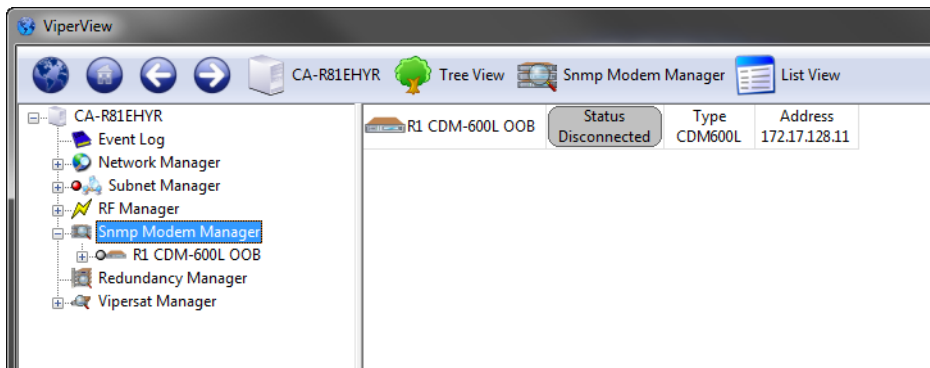 ViperView
CA-R81EHYR Tree View Snmp Modem Manager List View
CA-R81EHYR
Event Log
Network Manager
Subnet Manager
RF Manager
Snmp Modem Manager
R1 CDM-600L OOB
Redundancy Manager
Vipersat Manager
R1 CDM-600L OOB
Status
Disconnected
Type
CDM600L
Address
172.17.128.11